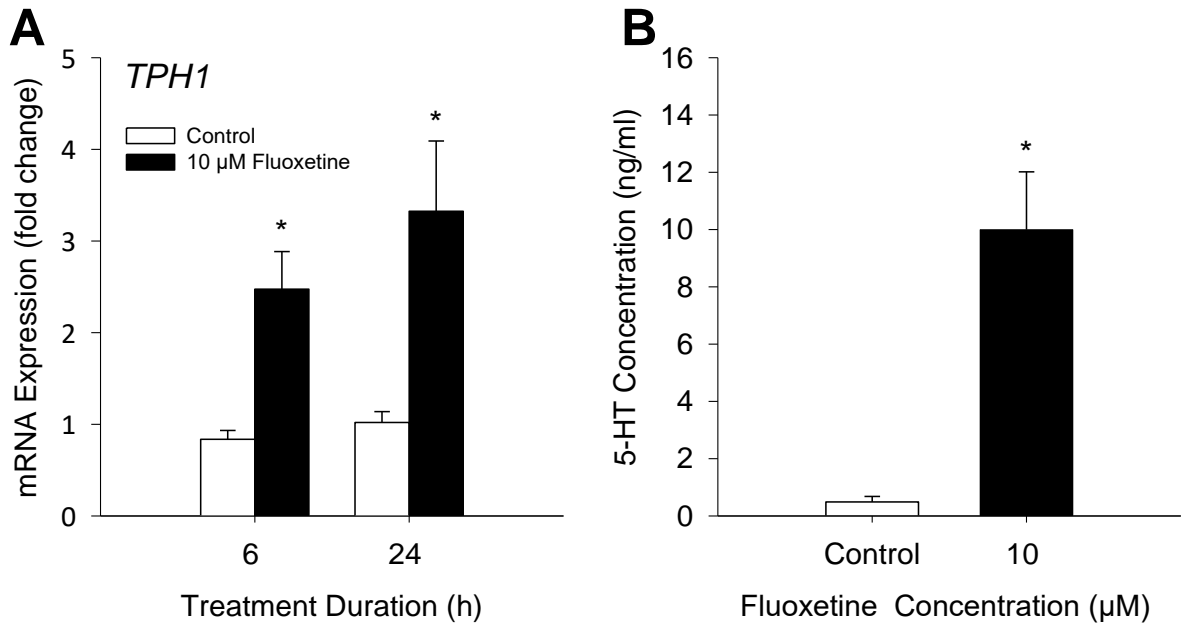 A
mRNA Expression (fold change)
5
4
3
2
1
0
TPH1
Control
10 µM Fluoxetine
*
*
6
24
Treatment Duration (h)
B
5-HT Concentration (ng/ml)
16
14
12
10
8
6
4
2
0
*
Control
10
Fluoxetine Concentration (µM)